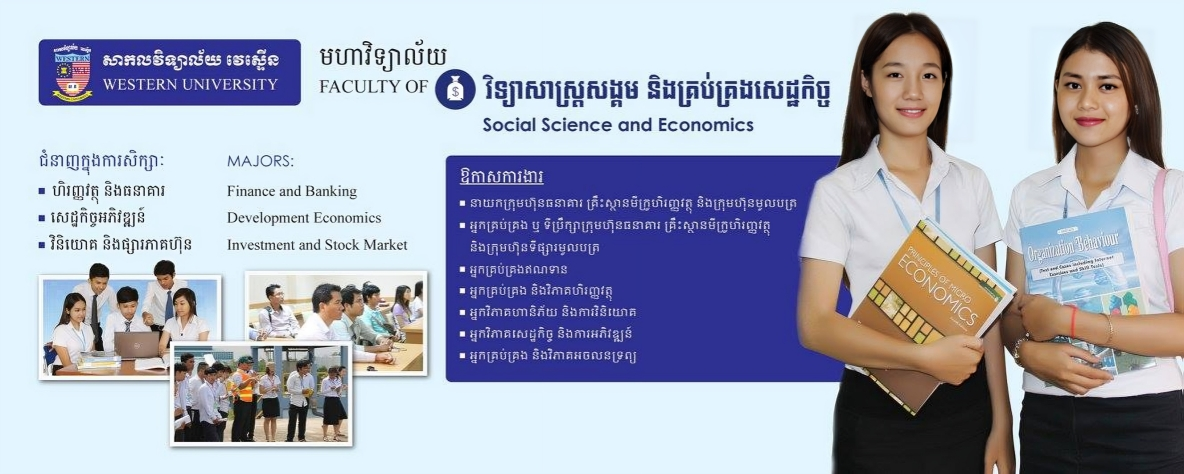 សាកលវិទ្យាល័យ វេស្ទើន
WESTERN UNIVERSITY
មហាវិទ្យាល័យ
FACULTY OF
វិទ្យាសាស្ត្រសង្គម និងគ្រប់គ្រងសេដ្ឋកិច្ច
Social Science and Economics
ជំនាញក្នុងការសិក្សា:
ហិរញ្ញវត្ថុ និងធនាគារ
សេដ្ឋកិច្ចអភិវឌ្ឍន៍
វិនិយោគ និងផ្សារភាគហ៊ុន
MAJORS:
Finance and Banking
Development Economics
Investment and Stock Market
ឱកាសការងារ
នាយកក្រុមហ៊ុនធនាគារ គ្រឹះស្ថានមីក្រូហិរញ្ញវត្ថុ និងក្រុមហ៊ុនមូលបត្រ
អ្នកគ្រប់គ្រង ឬ ទីប្រឹក្សាក្រុមហ៊ុនធនាគារ គ្រឹះស្ថានមីក្រូហិរញ្ញវត្ថុ
និងក្រុមហ៊ុនទីផ្សារមូលបត្រ
អ្នកគ្រប់គ្រងឥណទាន
អ្នកគ្រប់គ្រង និងវិភាគហិរញ្ញវត្ថុ
អ្នកវិភាគហានិភ័យ និងការវិនិយោគ
អ្នកវិភាគសេដ្ឋកិច្ច និងការអភិវឌ្ឍន៍
អ្នកគ្រប់គ្រង និងវិភាគអចលនទ្រព្យ
PRINCIPLES OF MICRO
ECONOMICS
Organization Behaviour
(Text and Cases including Internet
Exercises and Skill Tests)